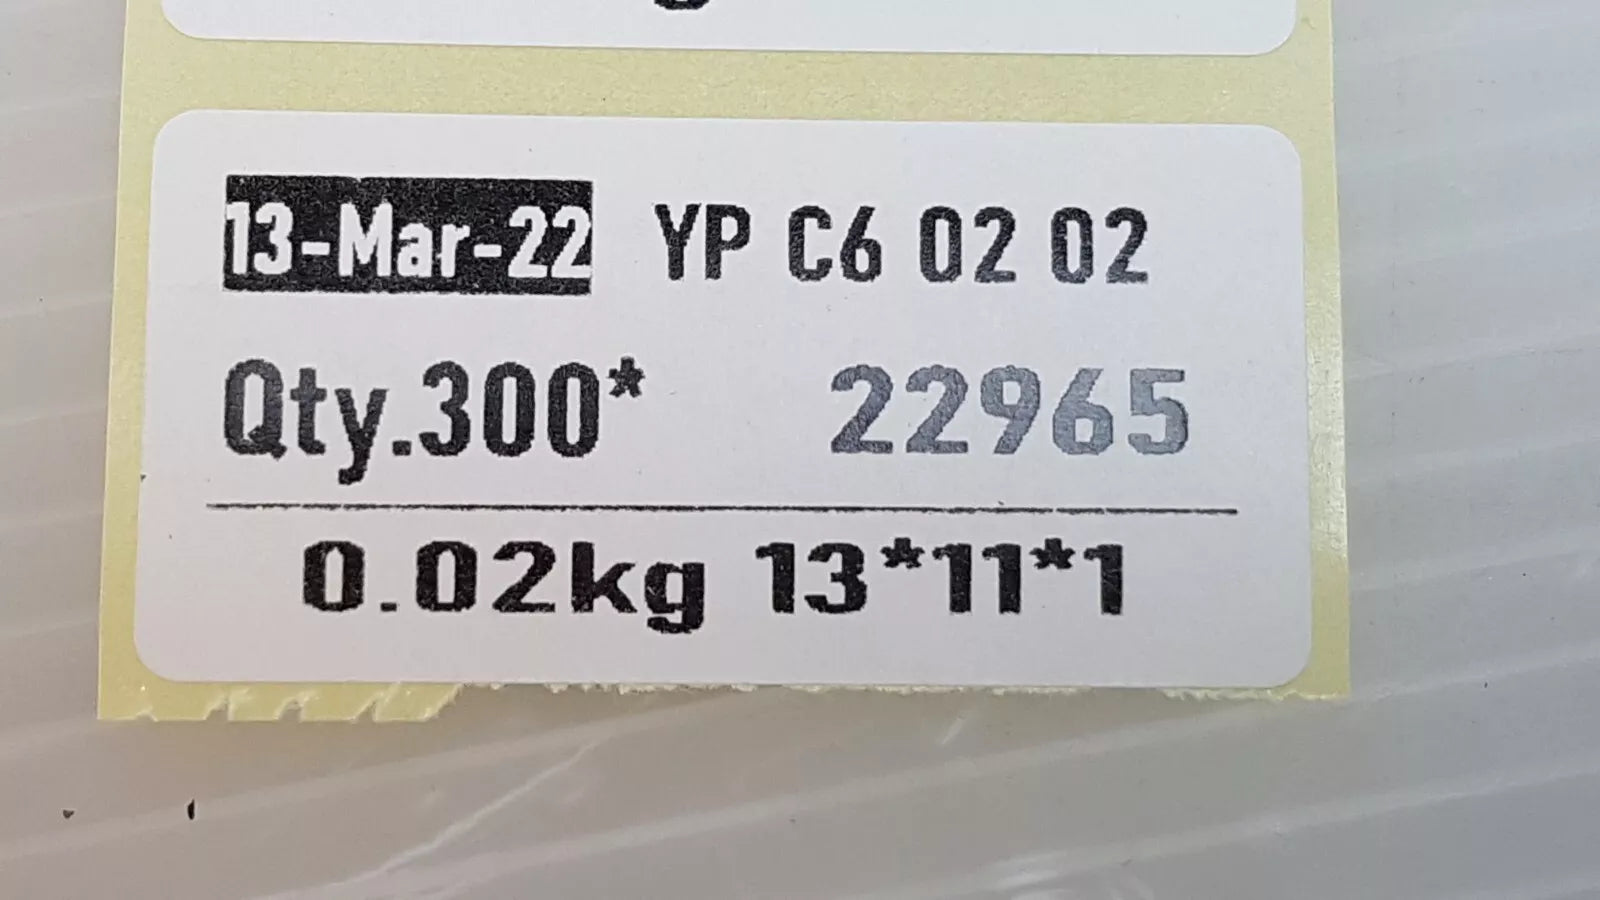 13-Mar-22 YP C6 02 02
Qty.300* 22965
0.02kg 13*11*1